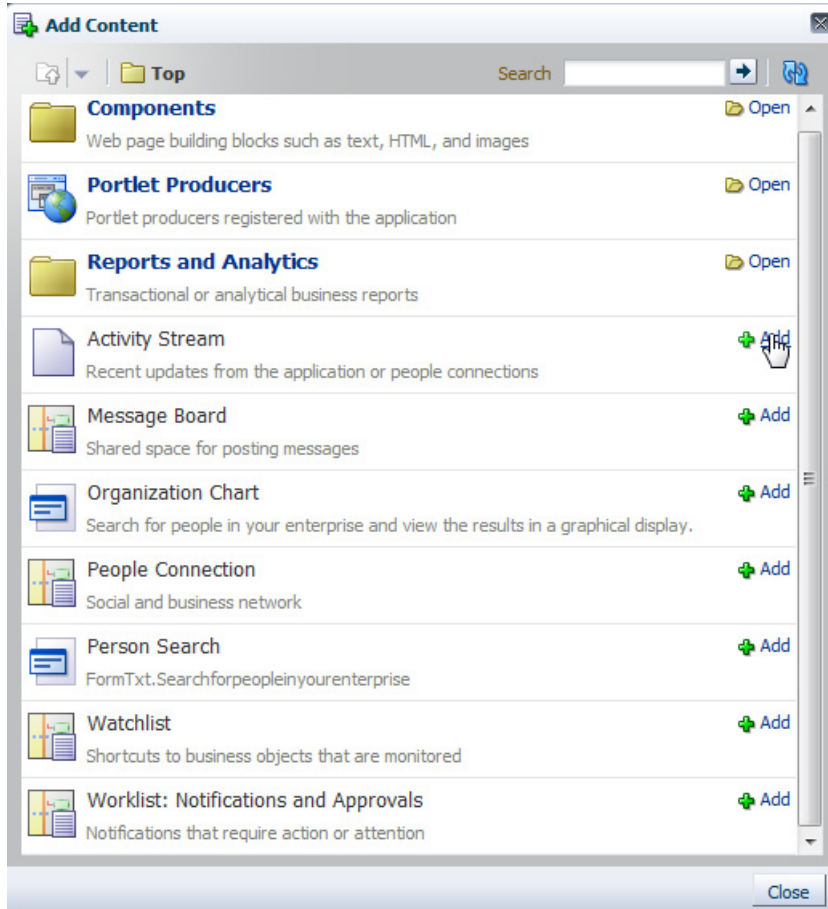 Add Content
Top Search
Components Open
Web page building blocks such as text, HTML, and images
Portlet Producers Open
Portlet producers registered with the application
Reports and Analytics Open
Transactional or analytical business reports
Activity Stream Add
Recent updates from the application or people connections
Message Board Add
Shared space for posting messages
Organization Chart Add
Search for people in your enterprise and view the results in a graphical display.
People Connection Add
Social and business network
Person Search Add
FormTxt.Searchforpeopleinyourenterprise
Watchlist Add
Shortcuts to business objects that are monitored
Worklist: Notifications and Approvals Add
Notifications that require action or attention
Close